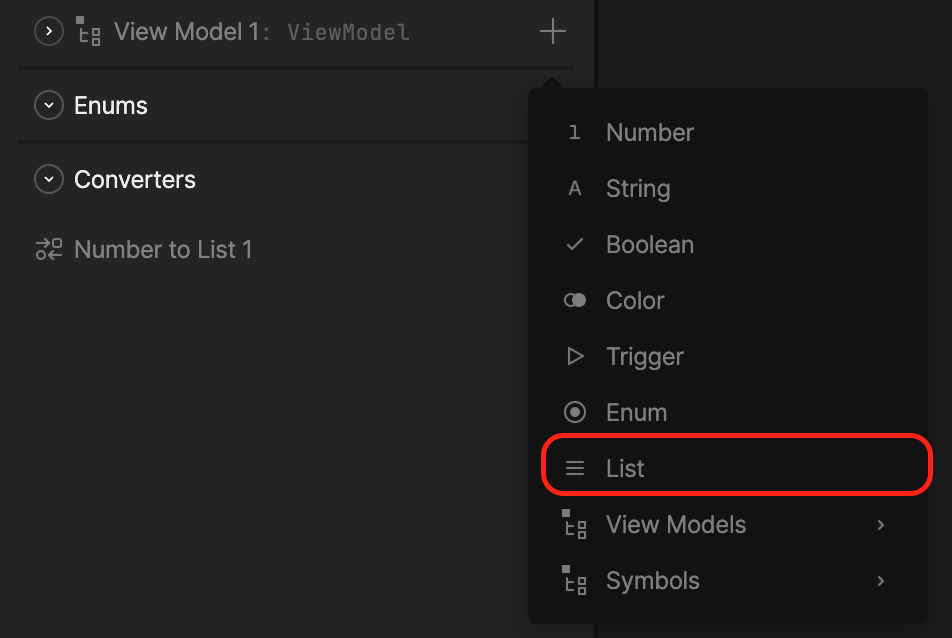 View Model 1: ViewModel
Enums
Converters
Number to List 1
1 Number
A String
Boolean
Color
Trigger
Enum
List
View Models
Symbols